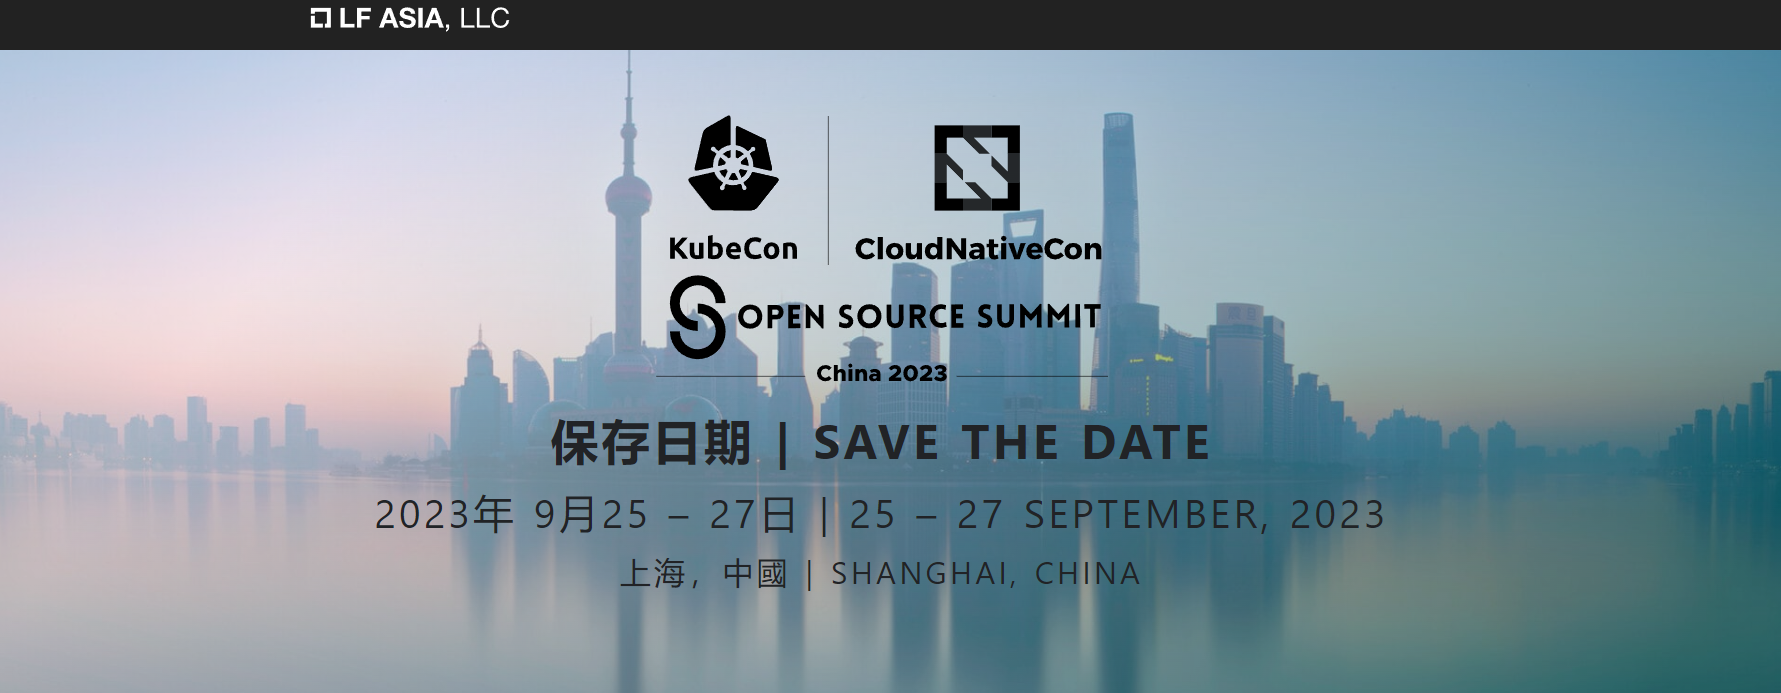 LF ASIA, LLC
KubeCon
CloudNativeCon
OPEN SOURCE SUMMIT
China 2023
保存日期 | SAVE THE DATE
2023年 9月25 – 27日 | 25 – 27 SEPTEMBER, 2023
上海，中國 | SHANGHAI, CHINA